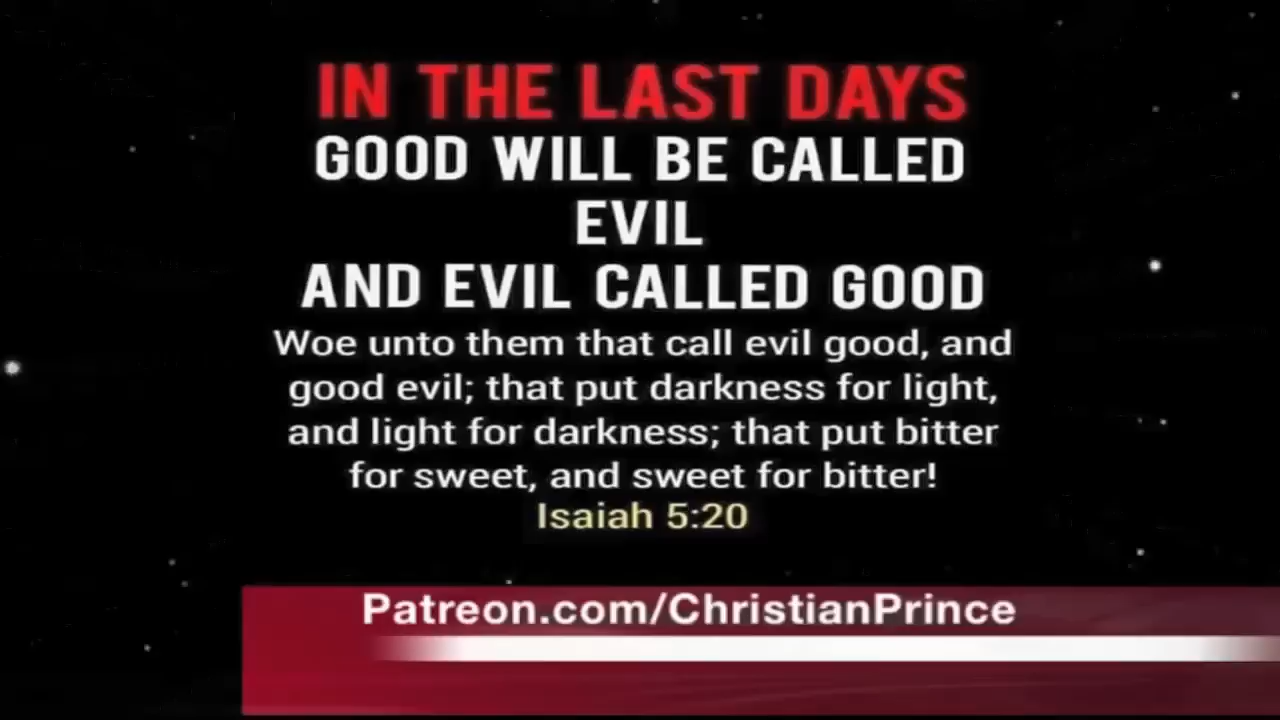 IN THE LAST DAYS
GOOD WILL BE CALLED
EVIL
AND EVIL CALLED GOOD
Woe unto them that call evil good, and
good evil; that put darkness for light,
and light for darkness; that put bitter
for sweet, and sweet for bitter!
Isaiah 5:20
Patreon.com/ChristianPrince